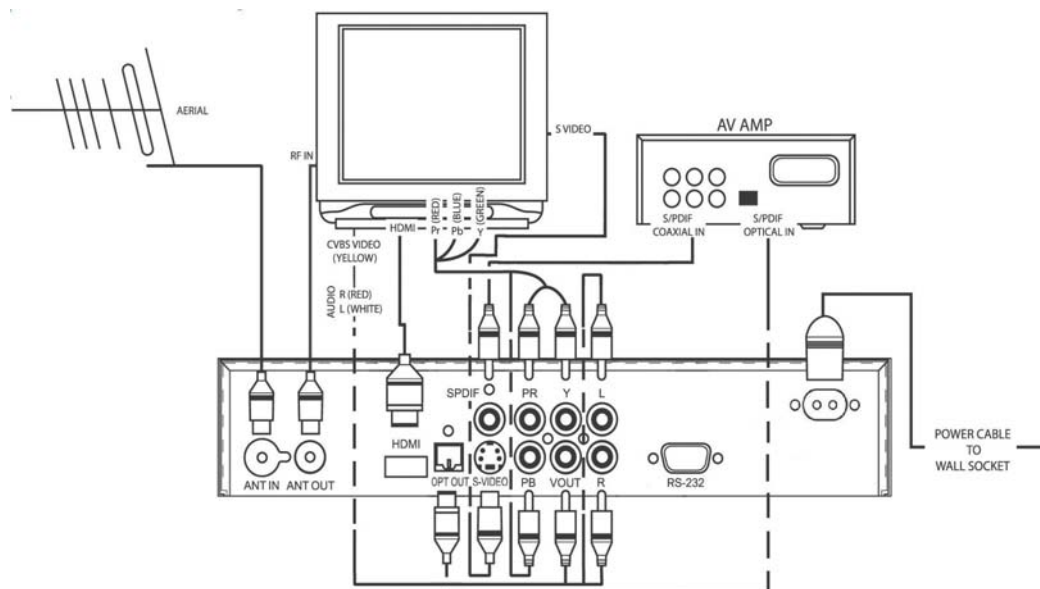 AERIAL
RF IN
S VIDEO
AV AMP
S/PDIF
COAXIAL IN
S/PDIF
OPTICAL IN
HDMI
Pr (RED)
Pb (BLUE)
Y (GREEN)
CVBS VIDEO
(YELLOW)
AUDIO
R (RED)
L (WHITE)
SPDIF
PR
Y
L
HDMI
ANT IN
ANT OUT
OPT OUT
S-VIDEO
PB
VOUT
R
RS-232
POWER CABLE
TO
WALL SOCKET